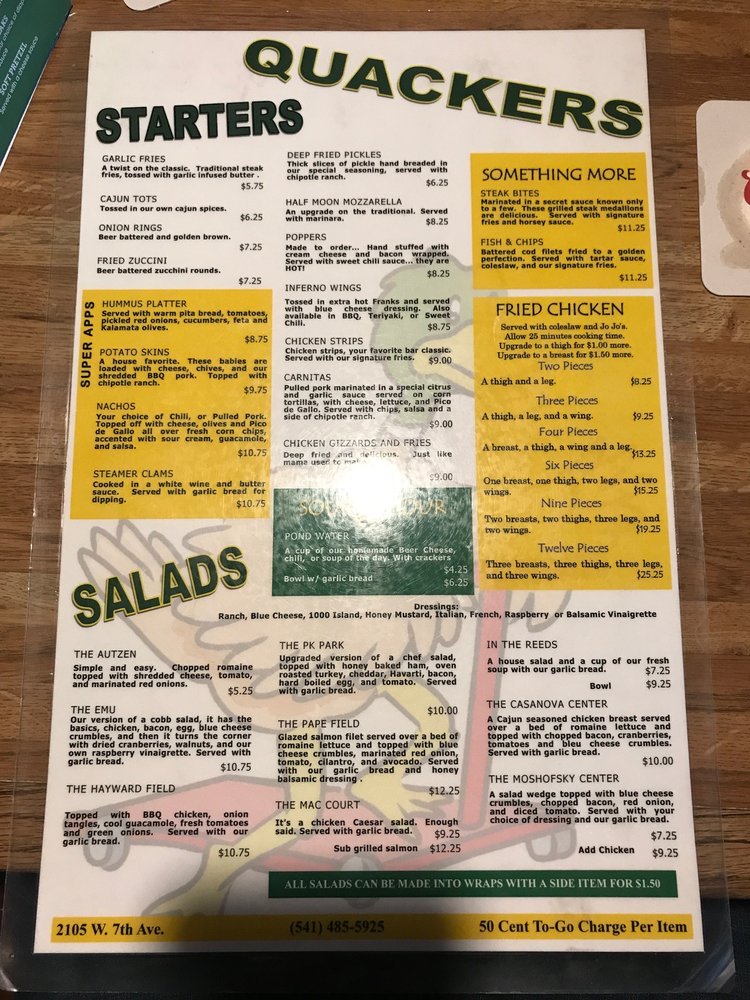 SOFT PRETZEL
Served with a cheese sauce
QUACKERS
STARTERS
GARLIC FRIES
A twist on the classic. Traditional steak
fries, tossed with garlic infused butter .
$5.75
CAJUN TOTS
Tossed in our own cajun spices.
$6.25
ONION RINGS
Beer battered and golden brown.
$7.25
FRIED ZUCCINI
Beer battered zucchini rounds.
$7.25
SUPER APPS
HUMMUS PLATTER
Served with warm pita bread, tomatoes,
pickled red onions, cucumbers, feta and
Kalamata olives.
$8.75
POTATO SKINS
A house favorite. These babies are
loaded with cheese, chives, and our
shredded BBQ pork. Topped with
chipotle ranch.
$9.75
NACHOS
Your choice of Chili, or Pulled Pork.
Topped off with cheese, olives and Pico
de Gallo all over fresh corn chips,
accented with sour cream, guacamole,
and salsa.
$10.75
STEAMER CLAMS
Cooked in a white wine and butter
sauce. Served with garlic bread for
dipping.
$10.75
DEEP FRIED PICKLES
Thick slices of pickle hand breaded in
our special seasoning, served with
chipotle ranch.
$6.25
HALF MOON MOZZARELLA
An upgrade on the traditional. Served
with marinara.
$8.25
POPPERS
Made to order... Hand stuffed with
cream cheese and bacon wrapped.
Served with sweet chili sauce... they are
HOT!
$8.25
INFERNO WINGS
Tossed in extra hot Franks and served
with blue cheese dressing. Also
available in BBQ, Teriyaki, or Sweet
Chili.
$8.75
CHICKEN STRIPS
Chicken strips, your favorite bar classic.
Served with our signature fries.
$9.00
CARNITAS
Pulled pork marinated in a special citrus
and garlic sauce served on corn
tortillas, with cheese, lettuce, and Pico
de Gallo. Served with chips, salsa and a
side of chipotle ranch.
$9.00
CHICKEN GIZZARDS AND FRIES
Deep fried and delicious. Just like
mama used to make
$9.00
POND WATER
A cup of our homemade Beer Cheese,
chili, or soup of the day. With crackers
$4.25
Bowl w/ garlic bread
$6.25
SOMETHING MORE
STEAK BITES
Marinated in a secret sauce known only
to a few. These grilled steak medallions
are delicious. Served with signature
fries and horsey sauce.
$11.25
FISH & CHIPS
Battered cod filets fried to a golden
perfection. Served with tartar sauce,
coleslaw, and our signature fries.
$11.25
FRIED CHICKEN
Served with coleslaw and Jo Jo's.
Allow 25 minutes cooking time.
Upgrade to a thigh for $1.00 more.
Upgrade to a breast for $1.50 more.
Two Pieces
A thigh and a leg.
$8.25
Three Pieces
A thigh, a leg, and a wing.
$9.25
Four Pieces
A breast, a thigh, a wing and a leg.
$13.25
Six Pieces
One breast, one thigh, two legs, and two
wings.
$15.25
Nine Pieces
Two breasts, two thighs, three legs, and
two wings.
$19.25
Twelve Pieces
Three breasts, three thighs, three legs,
and three wings.
$25.25
SALADS
Dressings:
Ranch, Blue Cheese, 1000 Island, Honey Mustard, Italian, French, Raspberry or Balsamic Vinaigrette
THE AUTZEN
Simple and easy. Chopped romaine
topped with shredded cheese, tomato,
and marinated red onions.
$5.25
THE EMU
Our version of a cobb salad, it has the
basics, chicken, bacon, egg, blue cheese
crumbles, and then it turns the corner
with dried cranberries, walnuts, and our
own raspberry vinaigrette. Served with
garlic bread.
$10.75
THE HAYWARD FIELD
Topped with BBQ chicken, onion
tangles, cool guacamole, fresh tomatoes
and green onions. Served with our
garlic bread.
$10.75
THE PK PARK
Upgraded version of a chef salad,
topped with honey baked ham, oven
roasted turkey, cheddar, Havarti, bacon,
hard boiled egg, and tomato. Served
with garlic bread.
$10.00
THE PAPE FIELD
Glazed salmon filet served over a bed of
romaine lettuce and topped with blue
cheese crumbles, marinated red onion,
tomato, cilantro, and avocado. Served
with our garlic bread and honey
balsamic dressing .
$12.25
THE MAC COURT
It's a chicken Caesar salad. Enough
said. Served with garlic bread.
$9.25
Sub grilled salmon $12.25
IN THE REEDS
A house salad and a cup of our fresh
soup with our garlic bread.
$7.25
Bowl $9.25
THE CASANOVA CENTER
A Cajun seasoned chicken breast served
over a bed of romaine lettuce and
topped with chopped bacon, cranberries,
tomatoes and bleu cheese crumbles.
Served with garlic bread.
$10.00
THE MOSHOFSKY CENTER
A salad wedge topped with blue cheese
crumbles, chopped bacon, red onion,
and diced tomato. Served with your
choice of dressing and our garlic bread.
$7.25
Add Chicken $9.25
ALL SALADS CAN BE MADE INTO WRAPS WITH A SIDE ITEM FOR $1.50
2105 W. 7th Ave. (541) 485-5925 50 Cent To-Go Charge Per Item